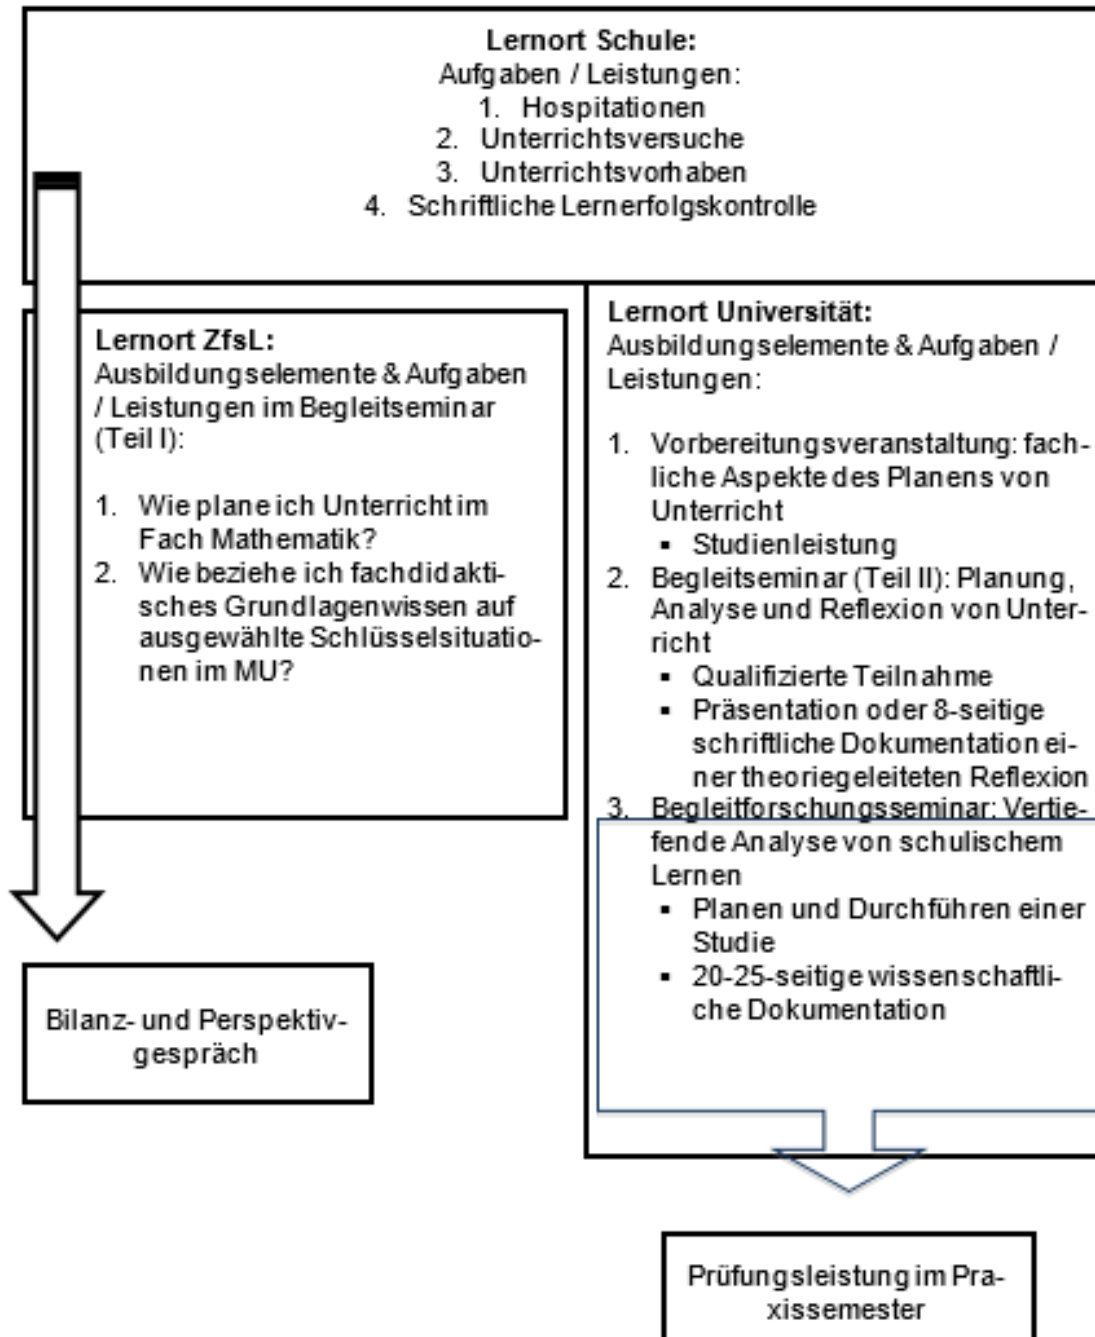 Lernort Schule:
Aufgaben / Leistungen:
1. Hospitationen
2. Unterrichtsversuche
3. Unterrichtsvorhaben
4. Schriftliche Lernerfolgskontrolle
Lernort ZfsL:
Ausbildungselemente & Aufgaben
/ Leistungen im Begleitseminar
(Teil I):
1. Wie plane ich Unterricht im
Fach Mathematik?
2. Wie beziehe ich fachdidakti-
sches Grundlagenwissen auf
ausgewählte Schlüsselsituatio-
nen im MU?
Lernort Universität:
Ausbildungselemente & Aufgaben /
Leistungen:
1. Vorbereitungsveranstaltung: fach-
liche Aspekte des Planens von
Unterricht
▪ Studienleistung
2. Begleitseminar (Teil II): Planung,
Analyse und Reflexion von Unter-
richt
▪ Qualifizierte Teilnahme
▪ Präsentation oder 8-seitige
schriftliche Dokumentation ei-
ner theoriegeleiteten Reflexion
3. Begleitforschungsseminar: Vertie-
fende Analyse von schulischem
Lernen
▪ Planen und Durchführen einer
Studie
▪ 20-25-seitige wissenschaftli-
che Dokumentation
Bilanz- und Perspektiv-
gespräch
Prüfungsleistung im Pra-
xissemester